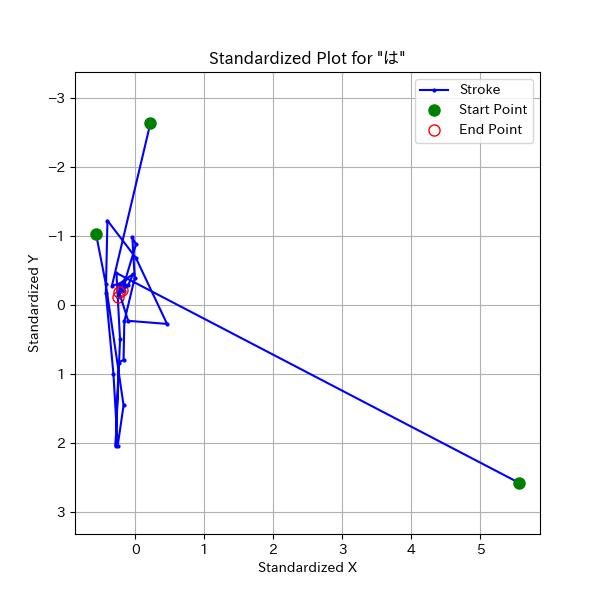 Standardized Plot for "は"
Stroke
Start Point
End Point
−3
−2
−1
0
1
2
3
Standardized Y
0 1 2 3 4 5
Standardized X